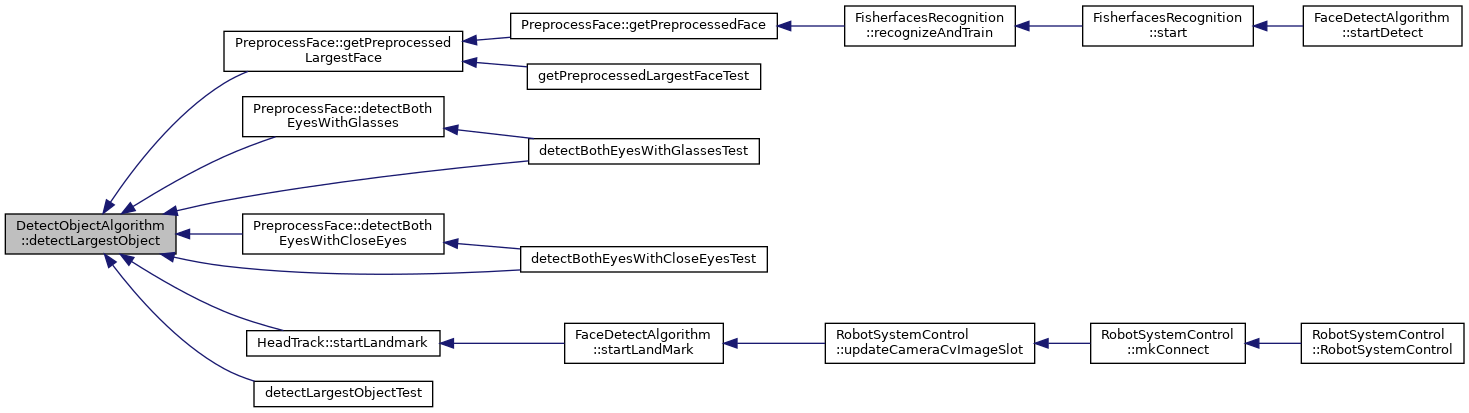 PreprocessFace::getPreprocessedFace
FisherfacesRecognition
::recognizeAndTrain
FisherfacesRecognition
::start
FaceDetectAlgorithm
::startDetect
PreprocessFace::getPreprocessed
LargestFace
getPreprocessedLargestFaceTest
PreprocessFace::detectBoth
EyesWithGlasses
detectBothEyesWithGlassesTest
DetectObjectAlgorithm
::detectLargestObject
PreprocessFace::detectBoth
EyesWithCloseEyes
detectBothEyesWithCloseEyesTest
HeadTrack::startLandmark
FaceDetectAlgorithm
::startLandMark
RobotSystemControl
::updateCameraCvImageSlot
RobotSystemControl
::mkConnect
RobotSystemControl
::RobotSystemControl
detectLargestObjectTest